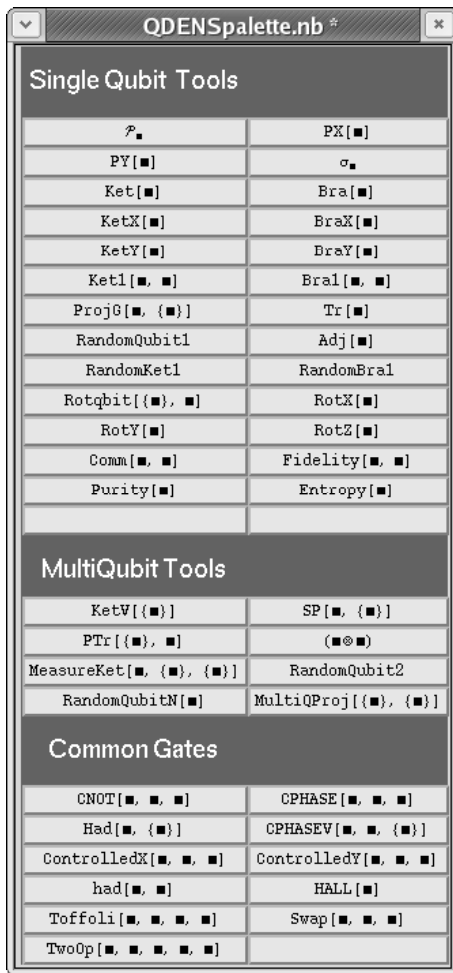 QDENSpalette.nb *
Single Qubit Tools
𝒫■ PX[■]
PY[■] σ■
Ket[■] Bra[■]
KetX[■] BraX[■]
KetY[■] BraY[■]
Ket1[■, ■] Bra1[■, ■]
ProjG[■, {■}] Tr[■]
RandomQubit1 Adj[■]
RandomKet1 RandomBra1
Rotqbit[{■}, ■] RotX[■]
RotY[■] RotZ[■]
Comm[■, ■] Fidelity[■, ■]
Purity[■] Entropy[■]
MultiQubit Tools
KetV[{■}] SP[■, {■}]
PTr[{■}, ■] (■⊗■)
MeasureKet[■, {■}, {■}] RandomQubit2
RandomQubitN[■] MultiQProj[{■}, {■}]
Common Gates
CNOT[■, ■, ■] CPHASE[■, ■, ■]
Had[■, {■}] CPHASEV[■, ■, {■}]
ControlledX[■, ■, ■] ControlledY[■, ■, ■]
had[■, ■] HALL[■]
Toffoli[■, ■, ■, ■] Swap[■, ■, ■]
TwoOp[■, ■, ■, ■, ■]